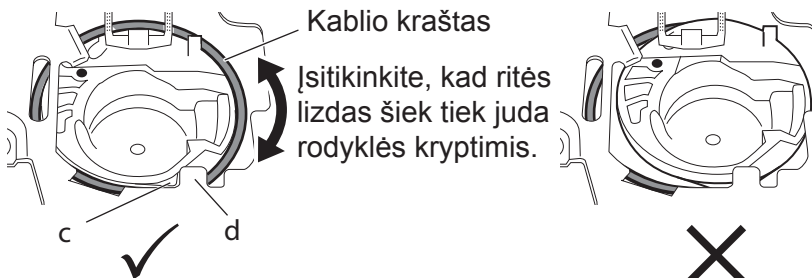 Kablio kraštas
Įsitikinkite, kad ritės
lizdas šiek tiek juda
rodyklės kryptimis.
c
d